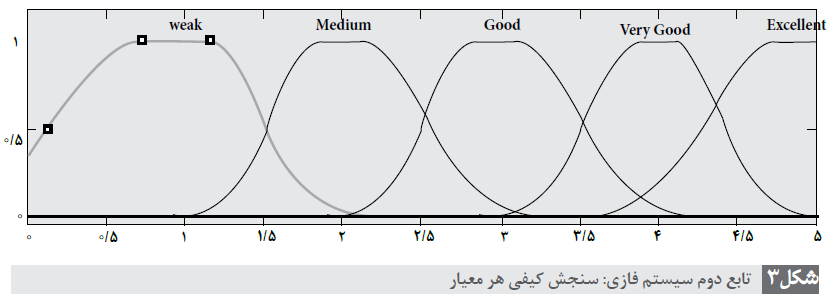 weak Medium Good Very Good Excellent
۱
۰/۵
۰
۰ ۰/۵ ۱ ۱/۵ ۲ ۲/۵ ۳ ۳/۵ ۴ ۴/۵ ۵
شکل۳ تابع دوم سیستم فازی: سنجش کیفی هر معیار